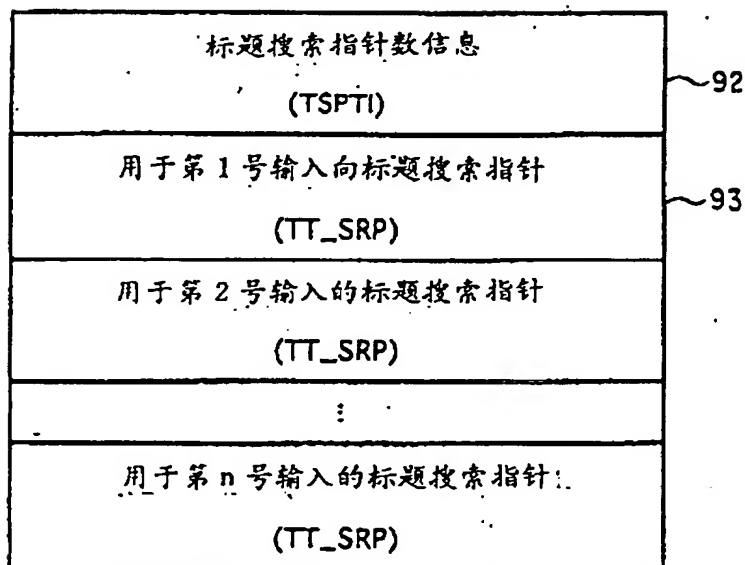 标题搜索指针数信息
(TSPTI)
92
用于第1号输入向标题搜索指针
(TT_SRP)
93
用于第2号输入的标题搜索指针
(TT_SRP)
⋮
用于第n号输入的标题搜索指针
(TT_SRP)